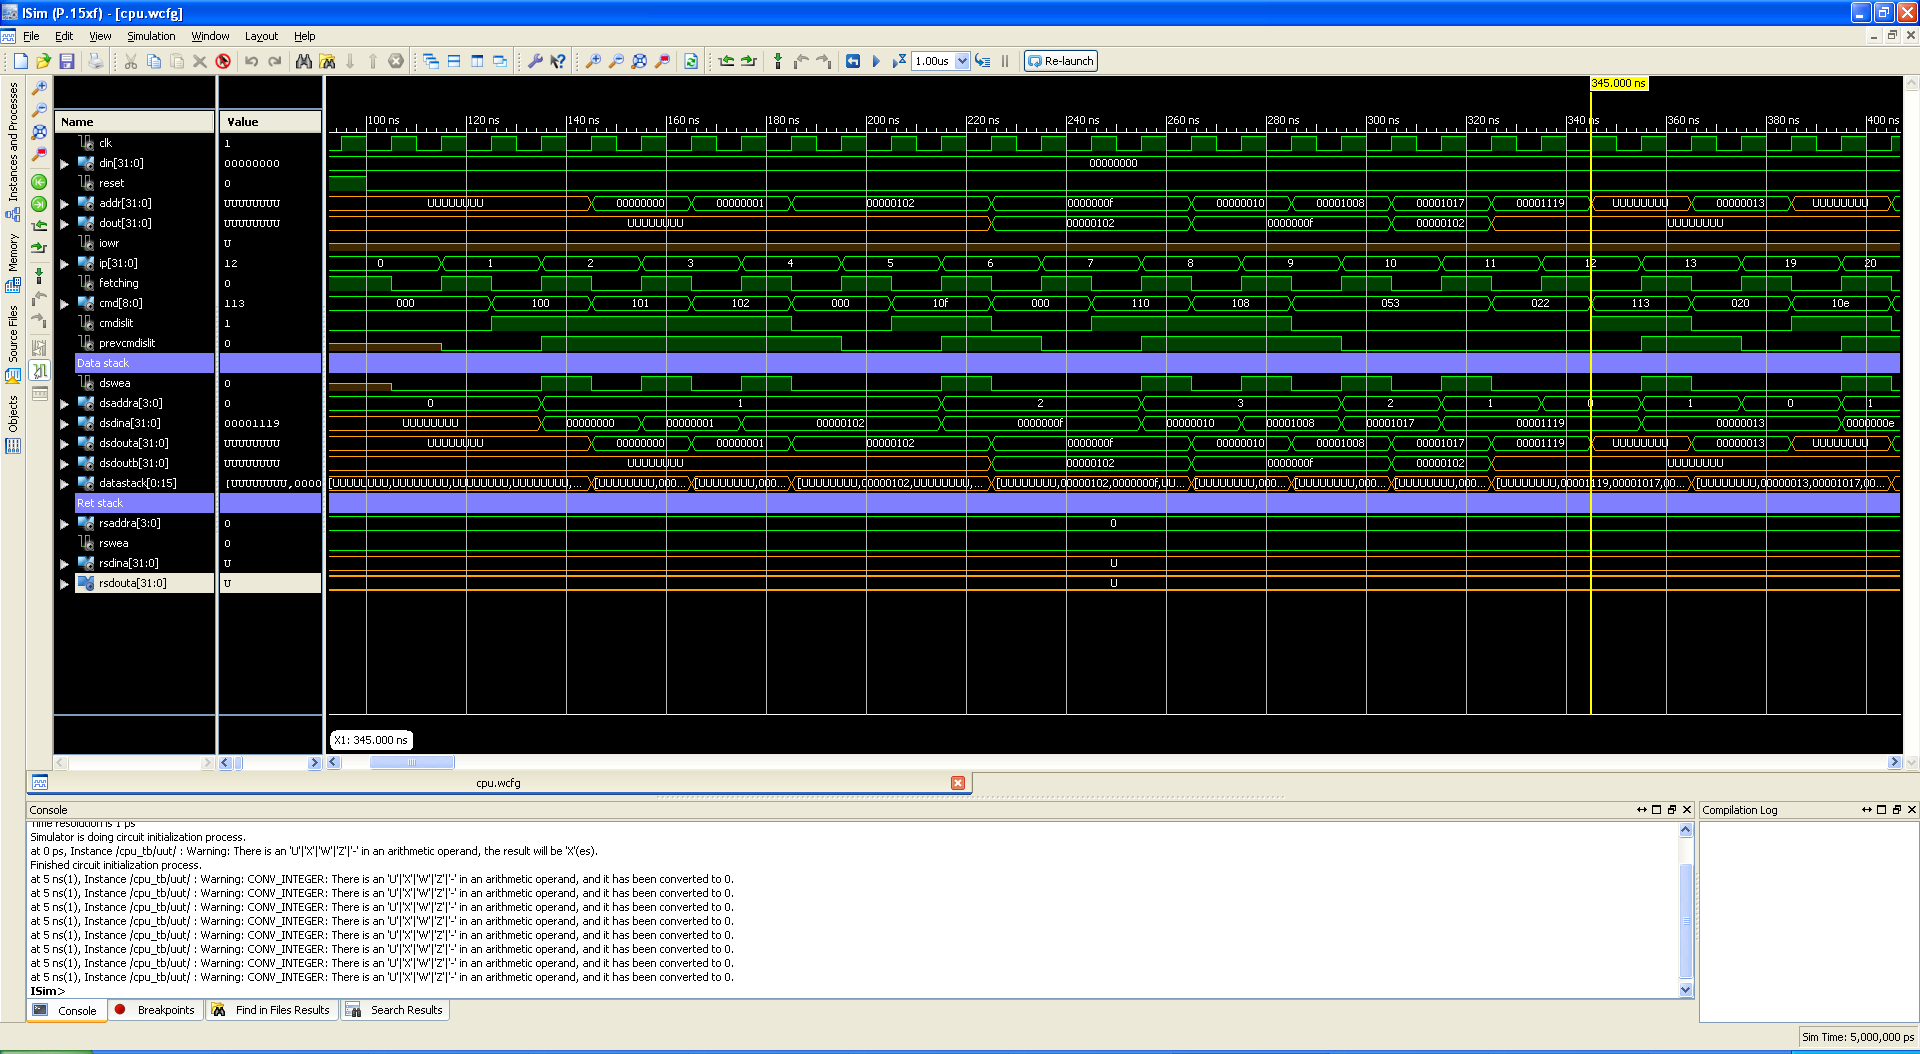 ISim (P.15xf) - [cpu.wcfg]
File Edit View Simulation Window Layout Help
1.00us Re-launch
345.000 ns
Name Value
100 ns 120 ns 140 ns 160 ns 180 ns 200 ns 220 ns 240 ns 260 ns 280 ns 300 ns 320 ns 340 ns 360 ns 380 ns 400 ns
clk 1
din[31:0] 00000000 00000000
reset 0
addr[31:0] UUUUUUUU UUUUUUUU 00000000 00000001 00000102 0000000f 00000010 00001008 00001017 00001119 UUUUUUUU 00000013 UUUUUUUU
dout[31:0] UUUUUUUU UUUUUUUU 00000102 0000000f 00000102 UUUUUUUU
iowr U
ip[31:0] 12 0 1 2 3 4 5 6 7 8 9 10 11 12 13 19 20
fetching 0
cmd[8:0] 113 000 100 101 102 000 10f 000 110 108 053 022 113 020 10e
cmdislit 1
prevcmdislit 0
Data stack
dswea 0
dsaddra[3:0] 0 0 1 2 3 2 1 0 1 0 1
dsdina[31:0] 00001119 UUUUUUUU 00000000 00000001 00000102 0000000f 00000010 00001008 00001017 00001119 00000013 0000000e
dsdouta[31:0] UUUUUUUU UUUUUUUU 00000000 00000001 00000102 0000000f 00000010 00001008 00001017 00001119 UUUUUUUU 00000013 UUUUUUUU
dsdoutb[31:0] UUUUUUUU UUUUUUUU 00000102 0000000f 00000102 UUUUUUUU
datastack[0:15] [UUUUUUUU,0000 [UUUUUUUU,UUUUUUUU,UUUUUUUU,UUUUUUUU,... [UUUUUUUU,000... [UUUUUUUU,000... [UUUUUUUU,00000102,UUUUUUUU,... [UUUUUUUU,00000102,0000000f,UU... [UUUUUUUU,000... [UUUUUUUU,000... [UUUUUUUU,000... [UUUUUUUU,00001119,00001017,00... [UUUUUUUU,00000013,00001017,00...
Ret stack
rsaddra[3:0] 0 0
rswea 0
rsdina[31:0] U U
rsdouta[31:0] U U
X1: 345.000 ns
Instances and Processes
Memory
Source Files
Objects
cpu.wcfg
Console
Time resolution is 1 ps
Simulator is doing circuit initialization process.
at 0 ps, Instance /cpu_tb/uut/ : Warning: There is an 'U'|'X'|'W'|'Z'|'-' in an arithmetic operand, the result will be 'X'(es).
Finished circuit initialization process.
at 5 ns(1), Instance /cpu_tb/uut/ : Warning: CONV_INTEGER: There is an 'U'|'X'|'W'|'Z'|'-' in an arithmetic operand, and it has been converted to 0.
at 5 ns(1), Instance /cpu_tb/uut/ : Warning: CONV_INTEGER: There is an 'U'|'X'|'W'|'Z'|'-' in an arithmetic operand, and it has been converted to 0.
at 5 ns(1), Instance /cpu_tb/uut/ : Warning: CONV_INTEGER: There is an 'U'|'X'|'W'|'Z'|'-' in an arithmetic operand, and it has been converted to 0.
at 5 ns(1), Instance /cpu_tb/uut/ : Warning: CONV_INTEGER: There is an 'U'|'X'|'W'|'Z'|'-' in an arithmetic operand, and it has been converted to 0.
at 5 ns(1), Instance /cpu_tb/uut/ : Warning: CONV_INTEGER: There is an 'U'|'X'|'W'|'Z'|'-' in an arithmetic operand, and it has been converted to 0.
at 5 ns(1), Instance /cpu_tb/uut/ : Warning: CONV_INTEGER: There is an 'U'|'X'|'W'|'Z'|'-' in an arithmetic operand, and it has been converted to 0.
at 5 ns(1), Instance /cpu_tb/uut/ : Warning: CONV_INTEGER: There is an 'U'|'X'|'W'|'Z'|'-' in an arithmetic operand, and it has been converted to 0.
at 5 ns(1), Instance /cpu_tb/uut/ : Warning: CONV_INTEGER: There is an 'U'|'X'|'W'|'Z'|'-' in an arithmetic operand, and it has been converted to 0.
ISim>
Console Breakpoints Find in Files Results Search Results
Compilation Log
Sim Time: 5,000,000 ps